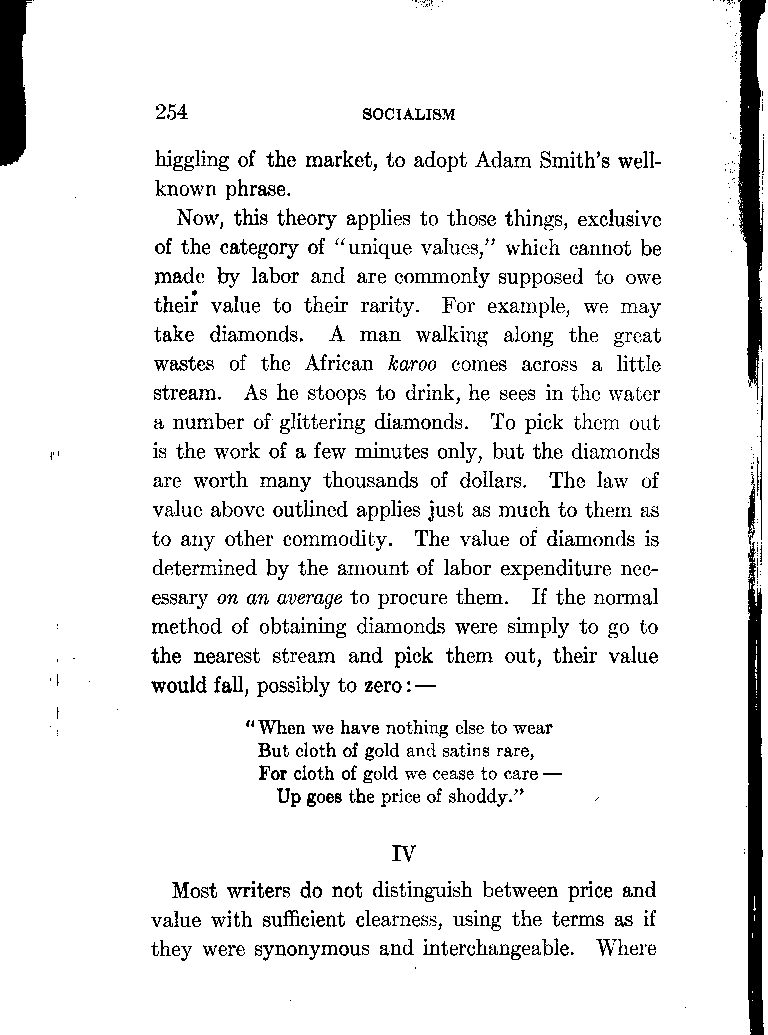 254 SOCIALISM
higgling of the market, to adopt Adam Smith's well-
known phrase.
Now, this theory applies to those things, exclusive
of the category of "unique values," which cannot be
made by labor and are commonly supposed to owe
their value to their rarity. For example, we may
take diamonds. A man walking along the great
wastes of the African karoo comes across a little
stream. As he stoops to drink, he sees in the water
a number of glittering diamonds. To pick them out
is the work of a few minutes only, but the diamonds
are worth many thousands of dollars. The law of
value above outlined applies just as much to them as
to any other commodity. The value of diamonds is
determined by the amount of labor expenditure nec-
essary on an average to procure them. If the normal
method of obtaining diamonds were simply to go to
the nearest stream and pick them out, their value
would fall, possibly to zero: —
"When we have nothing else to wear
But cloth of gold and satins rare,
For cloth of gold we cease to care —
Up goes the price of shoddy."
IV
Most writers do not distinguish between price and
value with sufficient clearness, using the terms as if
they were synonymous and interchangeable. Where